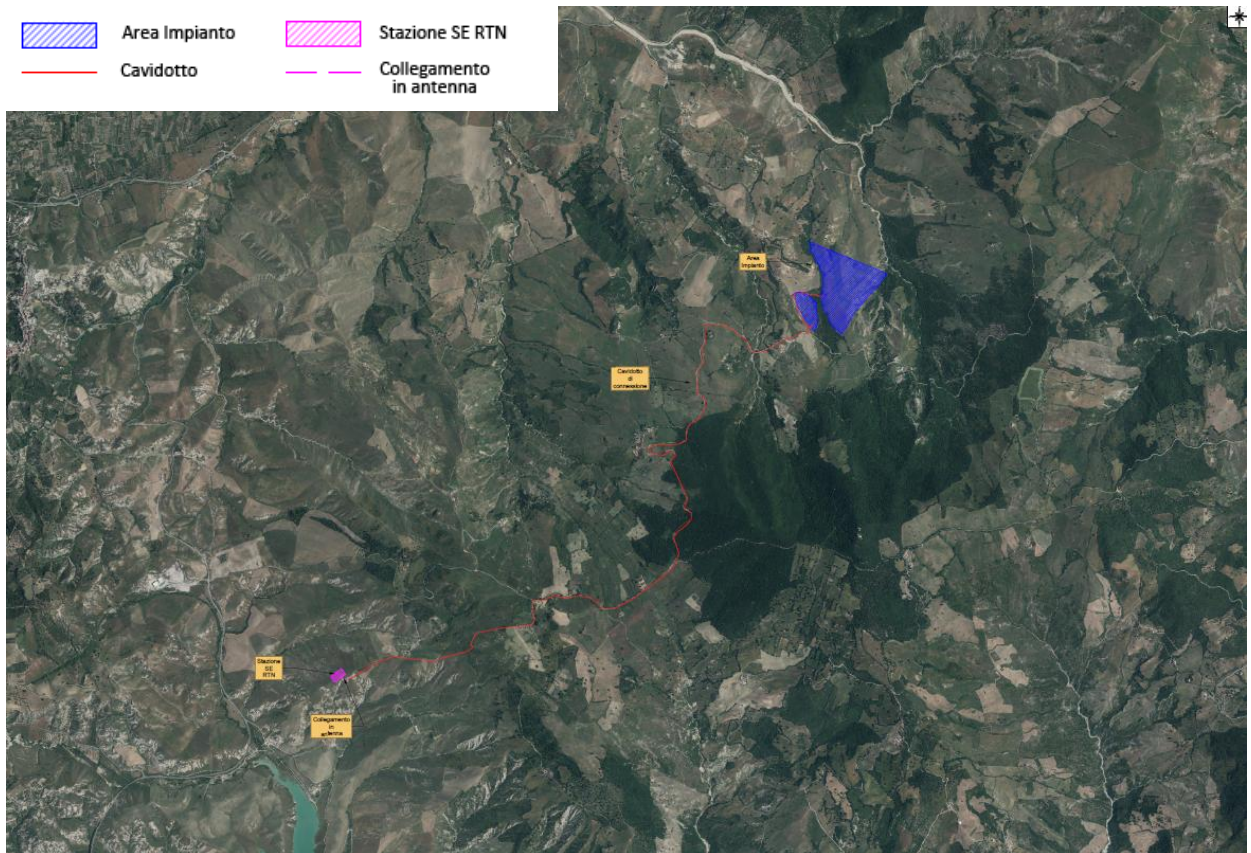 Area Impianto
Stazione SE RTN
Cavidotto
Collegamento
in antenna
Area
Impianto
Cavidotto
di
connessione
Stazione
SE
RTN
Collegamento
in
antenna